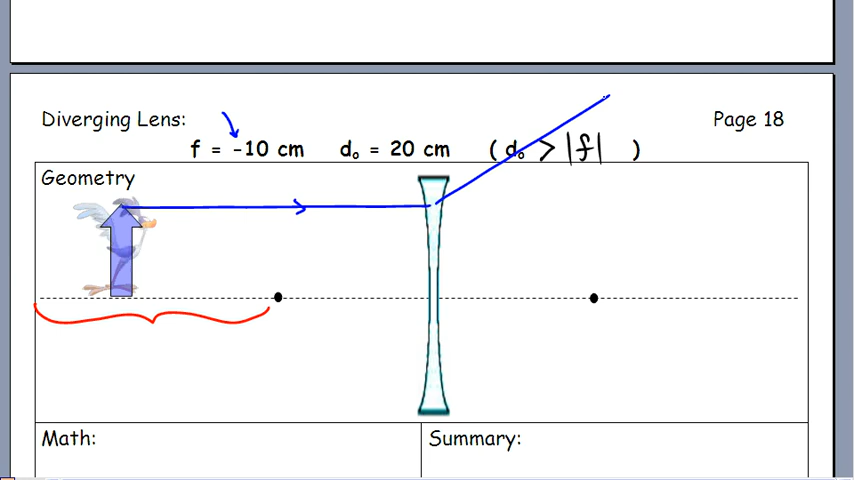 Diverging Lens: Page 18
f = -10 cm dₒ = 20 cm ( dₒ > |f| )
Geometry
Math: Summary: